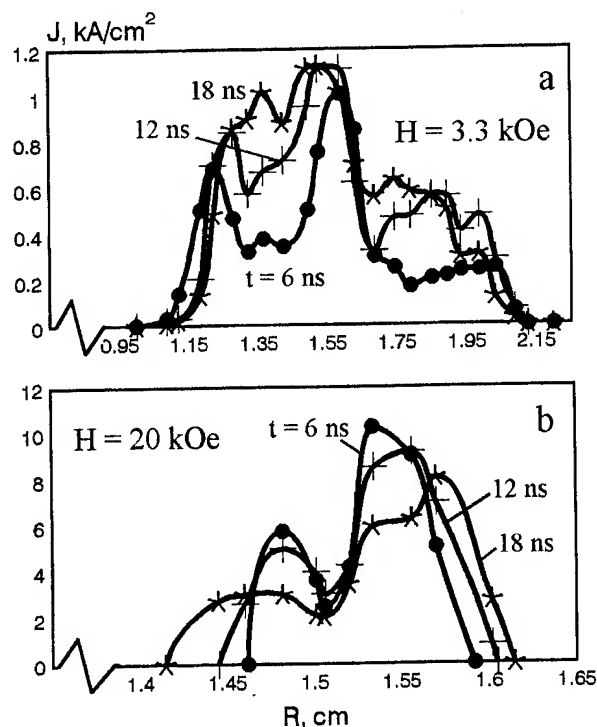 J, kA/cm²
1.2
1
0.8
0.6
0.4
0.2
0
a
18 ns
12 ns
H = 3.3 kOe
t = 6 ns
0.95 1.15 1.35 1.55 1.75 1.95 2.15
12
10
8
6
4
2
0
b
H = 20 kOe
t = 6 ns
12 ns
18 ns
1.4 1.45 1.5 1.55 1.6 1.65
R, cm